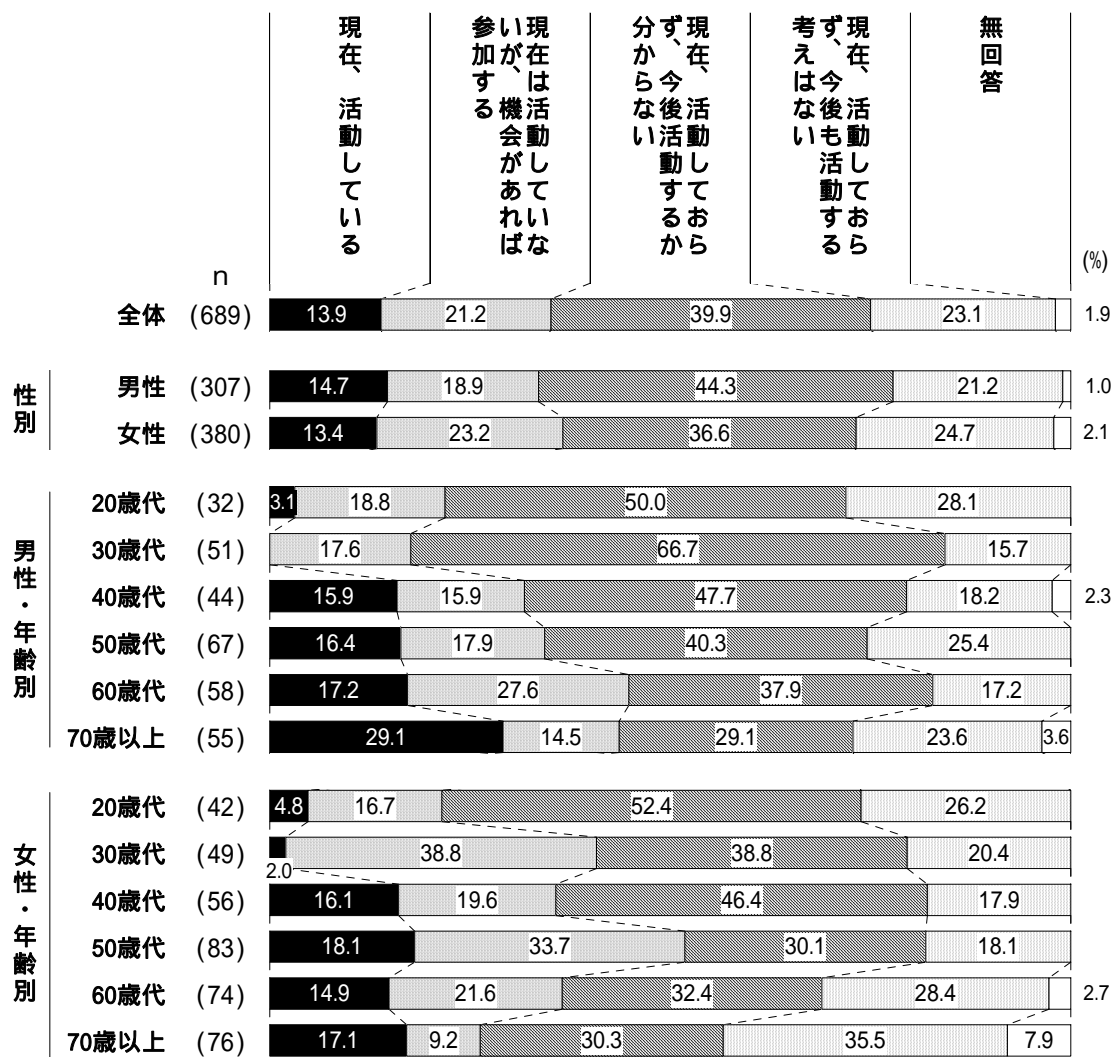 現在、活動している
現在は活動していな
いが、機会があれば
参加する
現在、活動しておら
ず、今後活動するか
分からない
現在、活動しておら
ず、今後も活動する
考えはない
無回答
n
(%)
全体 (689) 13.9 21.2 39.9 23.1 1.9
性別
男性 (307) 14.7 18.9 44.3 21.2 1.0
女性 (380) 13.4 23.2 36.6 24.7 2.1
男性・年齢別
20歳代 (32) 3.1 18.8 50.0 28.1
30歳代 (51) 17.6 66.7 15.7
40歳代 (44) 15.9 15.9 47.7 18.2 2.3
50歳代 (67) 16.4 17.9 40.3 25.4
60歳代 (58) 17.2 27.6 37.9 17.2
70歳以上 (55) 29.1 14.5 29.1 23.6 3.6
女性・年齢別
20歳代 (42) 4.8 16.7 52.4 26.2
30歳代 (49) 2.0 38.8 38.8 20.4
40歳代 (56) 16.1 19.6 46.4 17.9
50歳代 (83) 18.1 33.7 30.1 18.1
60歳代 (74) 14.9 21.6 32.4 28.4 2.7
70歳以上 (76) 17.1 9.2 30.3 35.5 7.9